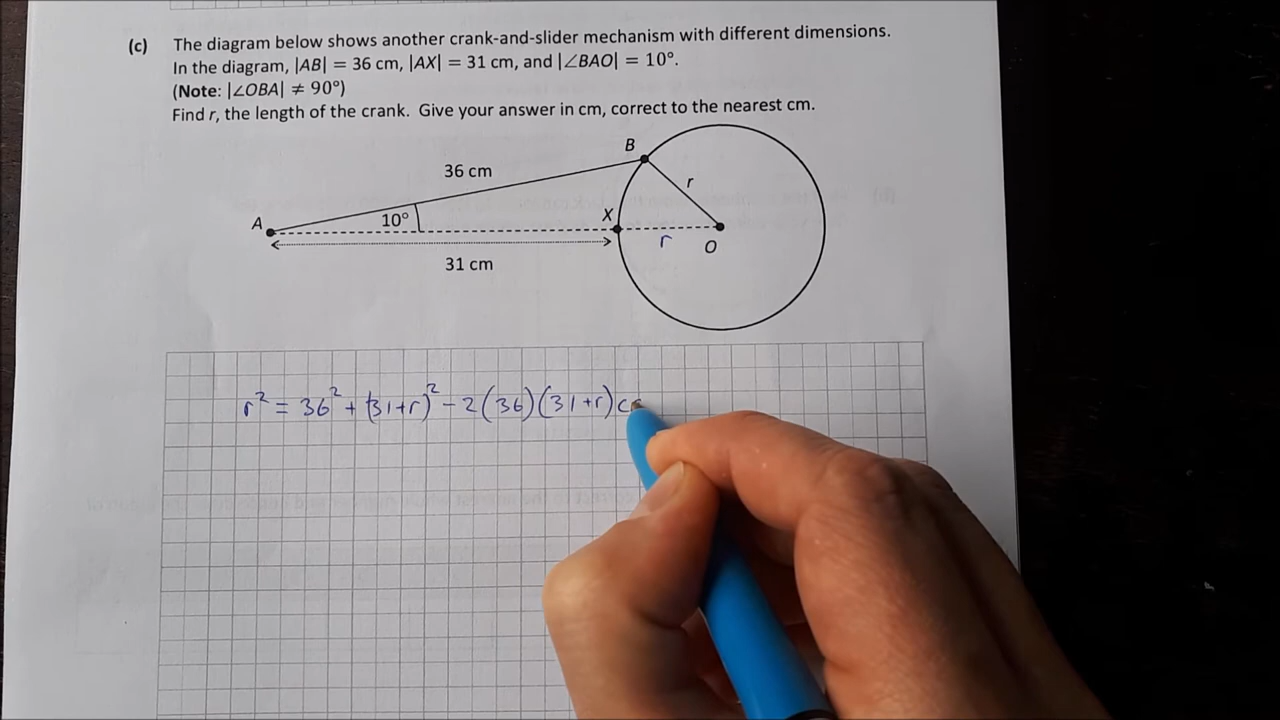 (c) The diagram below shows another crank-and-slider mechanism with different dimensions.
In the diagram, |AB| = 36 cm, |AX| = 31 cm, and |∠BAO| = 10°.
(Note: |∠OBA| ≠ 90°)
Find r, the length of the crank. Give your answer in cm, correct to the nearest cm.
B
36 cm
r
A
10°
X
r
O
31 cm
r² = 36² + (31+r)² - 2(36)(31+r)co